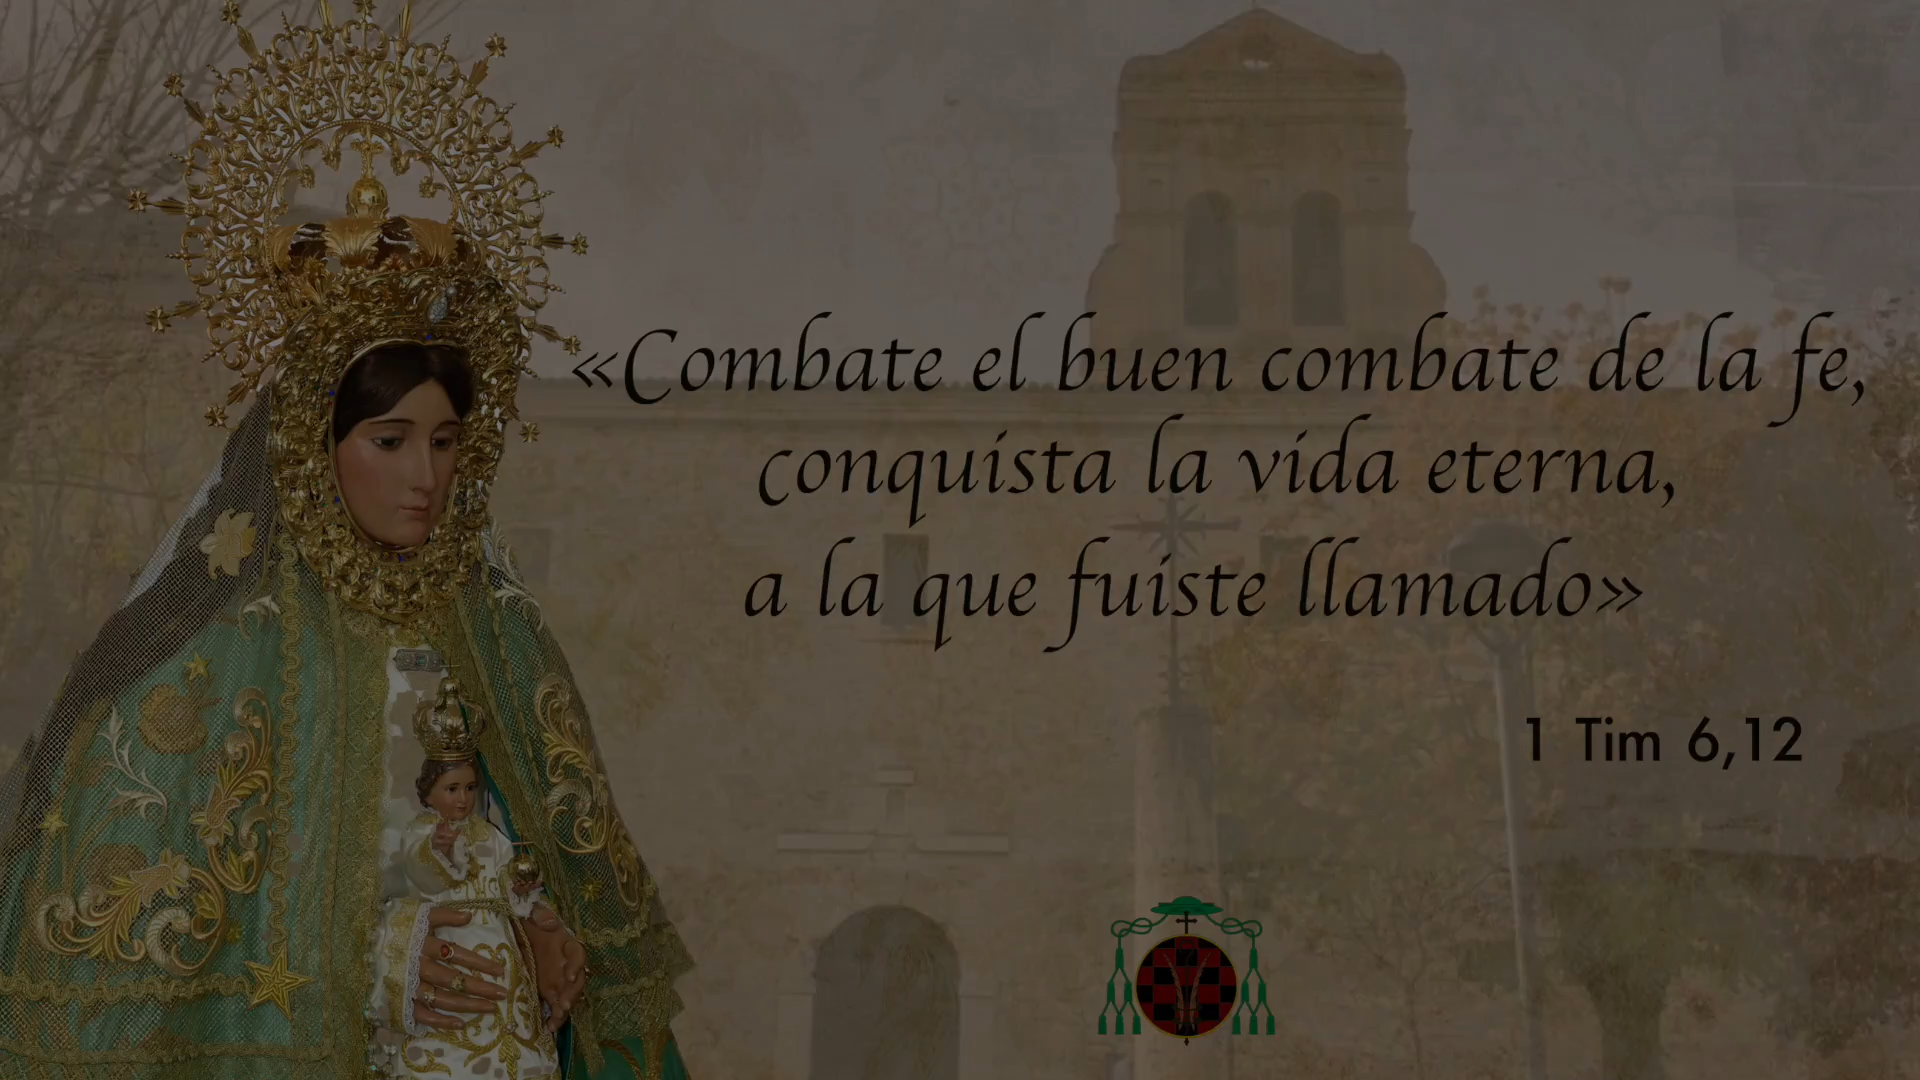 «Combate el buen combate de la fe,
conquista la vida eterna,
a la que fuiste llamado»
1 Tim 6,12